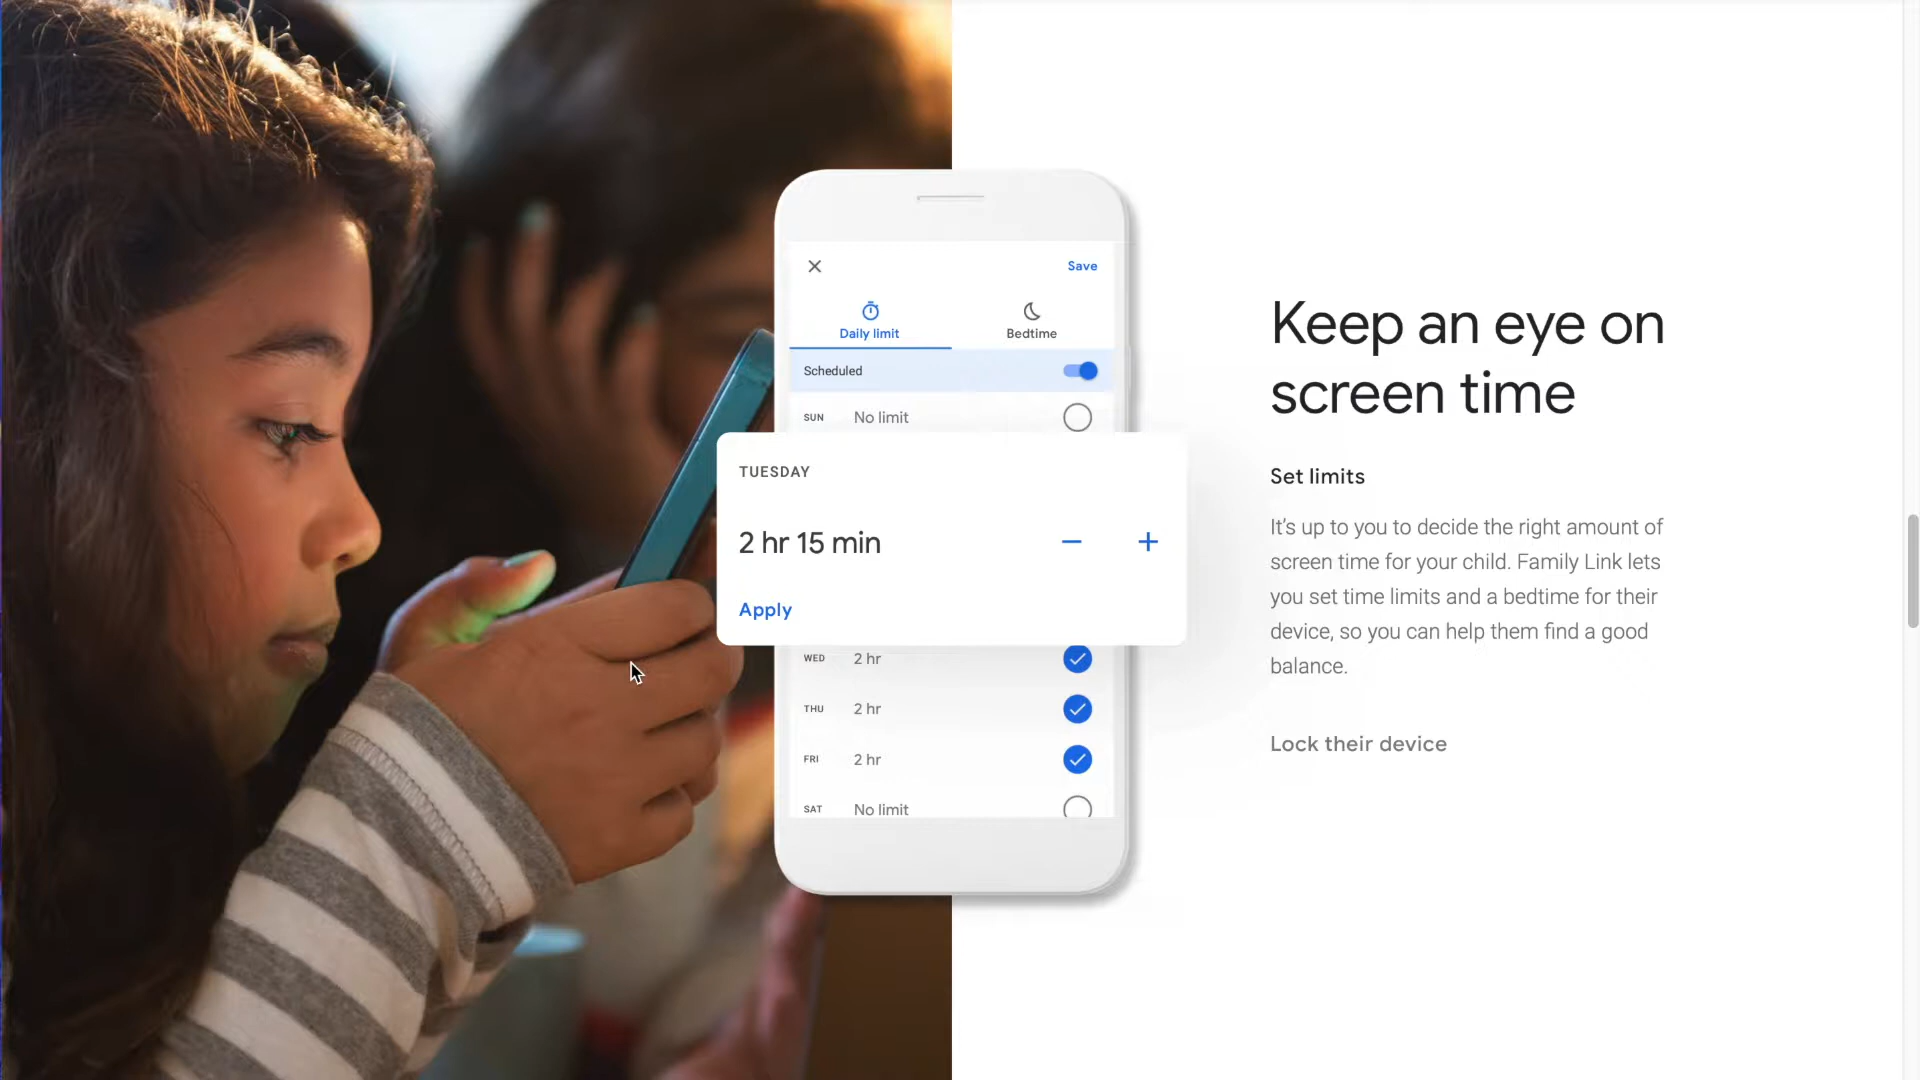 Save
Daily limit
Bedtime
Scheduled
SUN No limit
TUESDAY
2 hr 15 min
Apply
WED 2 hr
THU 2 hr
FRI 2 hr
SAT No limit
Keep an eye on
screen time
Set limits
It's up to you to decide the right amount of
screen time for your child. Family Link lets
you set time limits and a bedtime for their
device, so you can help them find a good
balance.
Lock their device